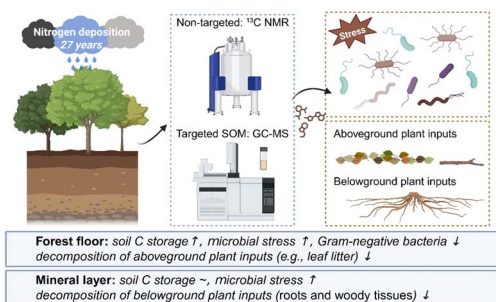 Nitrogen deposition
27 years
Non-targeted: ¹³C NMR
Targeted SOM: GC-MS
Stress
Aboveground plant inputs
Belowground plant inputs
Forest floor: soil C storage ↑, microbial stress ↑, Gram-negative bacteria ↓
decomposition of aboveground plant inputs (e.g., leaf litter) ↓
Mineral layer: soil C storage ~, microbial stress ↑
decomposition of belowground plant inputs (roots and woody tissues) ↓